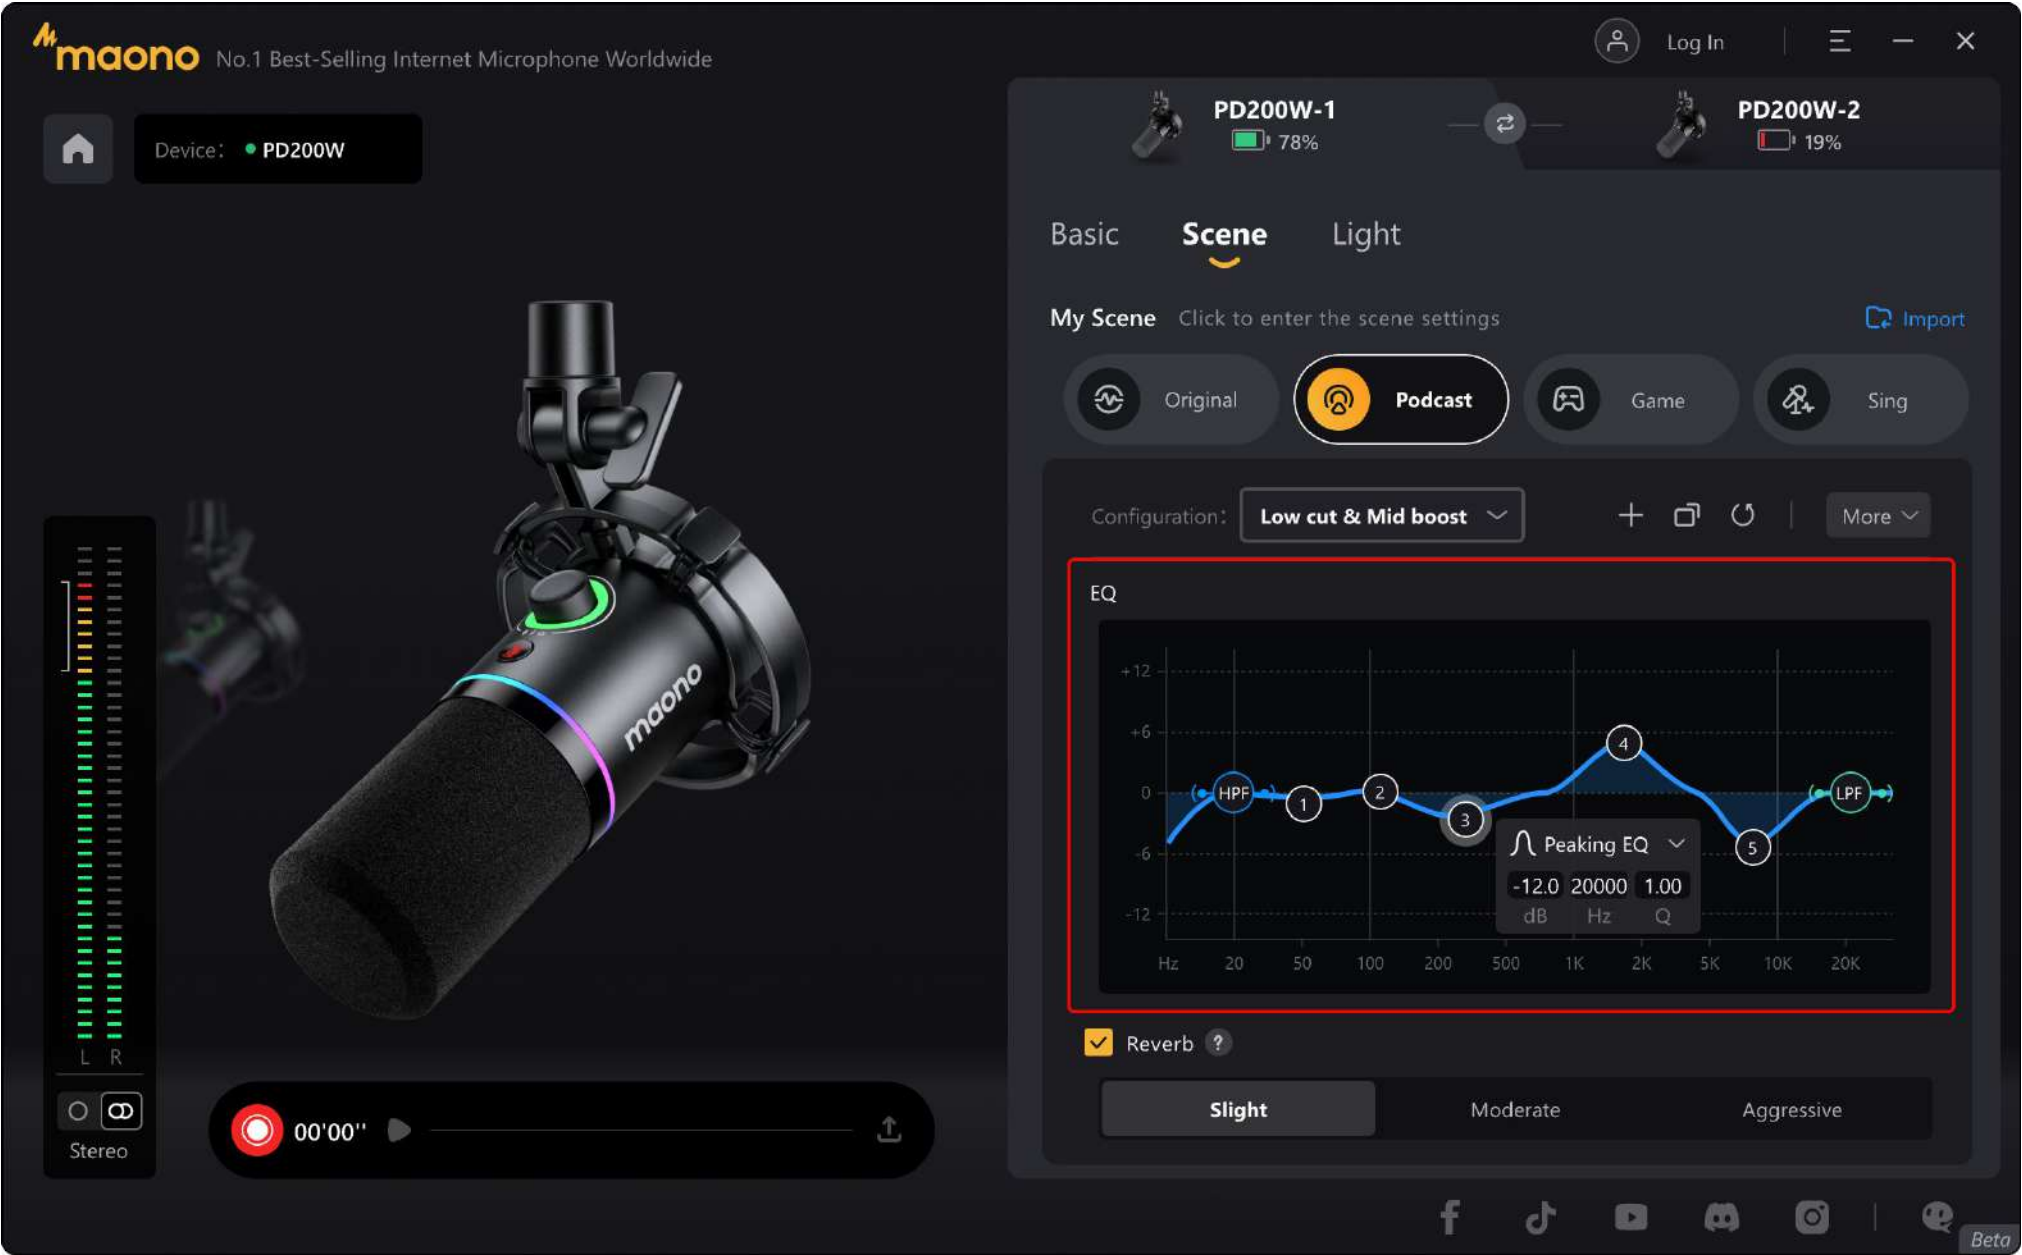 maono No.1 Best-Selling Internet Microphone Worldwide
Log In
Device: PD200W
PD200W-1
78%
PD200W-2
19%
Basic Scene Light
My Scene Click to enter the scene settings
Import
Original Podcast Game Sing
Configuration: Low cut & Mid boost
More
EQ
+12
+6
0
-6
-12
HPF 1 2 3 4 5 LPF
Peaking EQ
-12.0 20000 1.00
dB Hz Q
Hz 20 50 100 200 500 1K 2K 5K 10K 20K
Reverb ?
Slight Moderate Aggressive
maono
L R
Stereo
00'00''
Beta